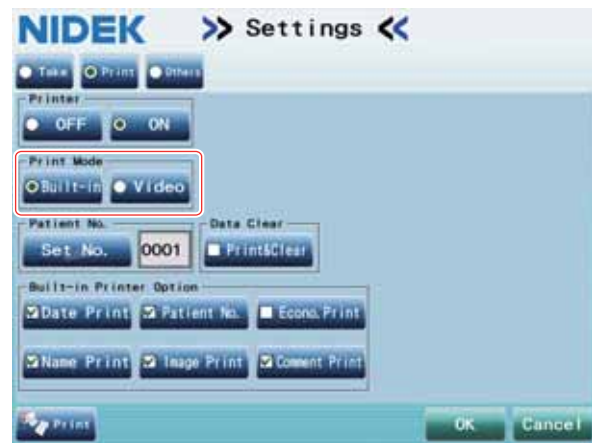 NIDEK >> Settings <<
Take Print Others
Printer
OFF ON
Print Mode
Built-in Video
Patient No. Data Clear
Set No. 0001 Print&Clear
Built-in Printer Option
Date Print Patient No. Econo. Print
Name Print Image Print Comment Print
Print OK Cancel